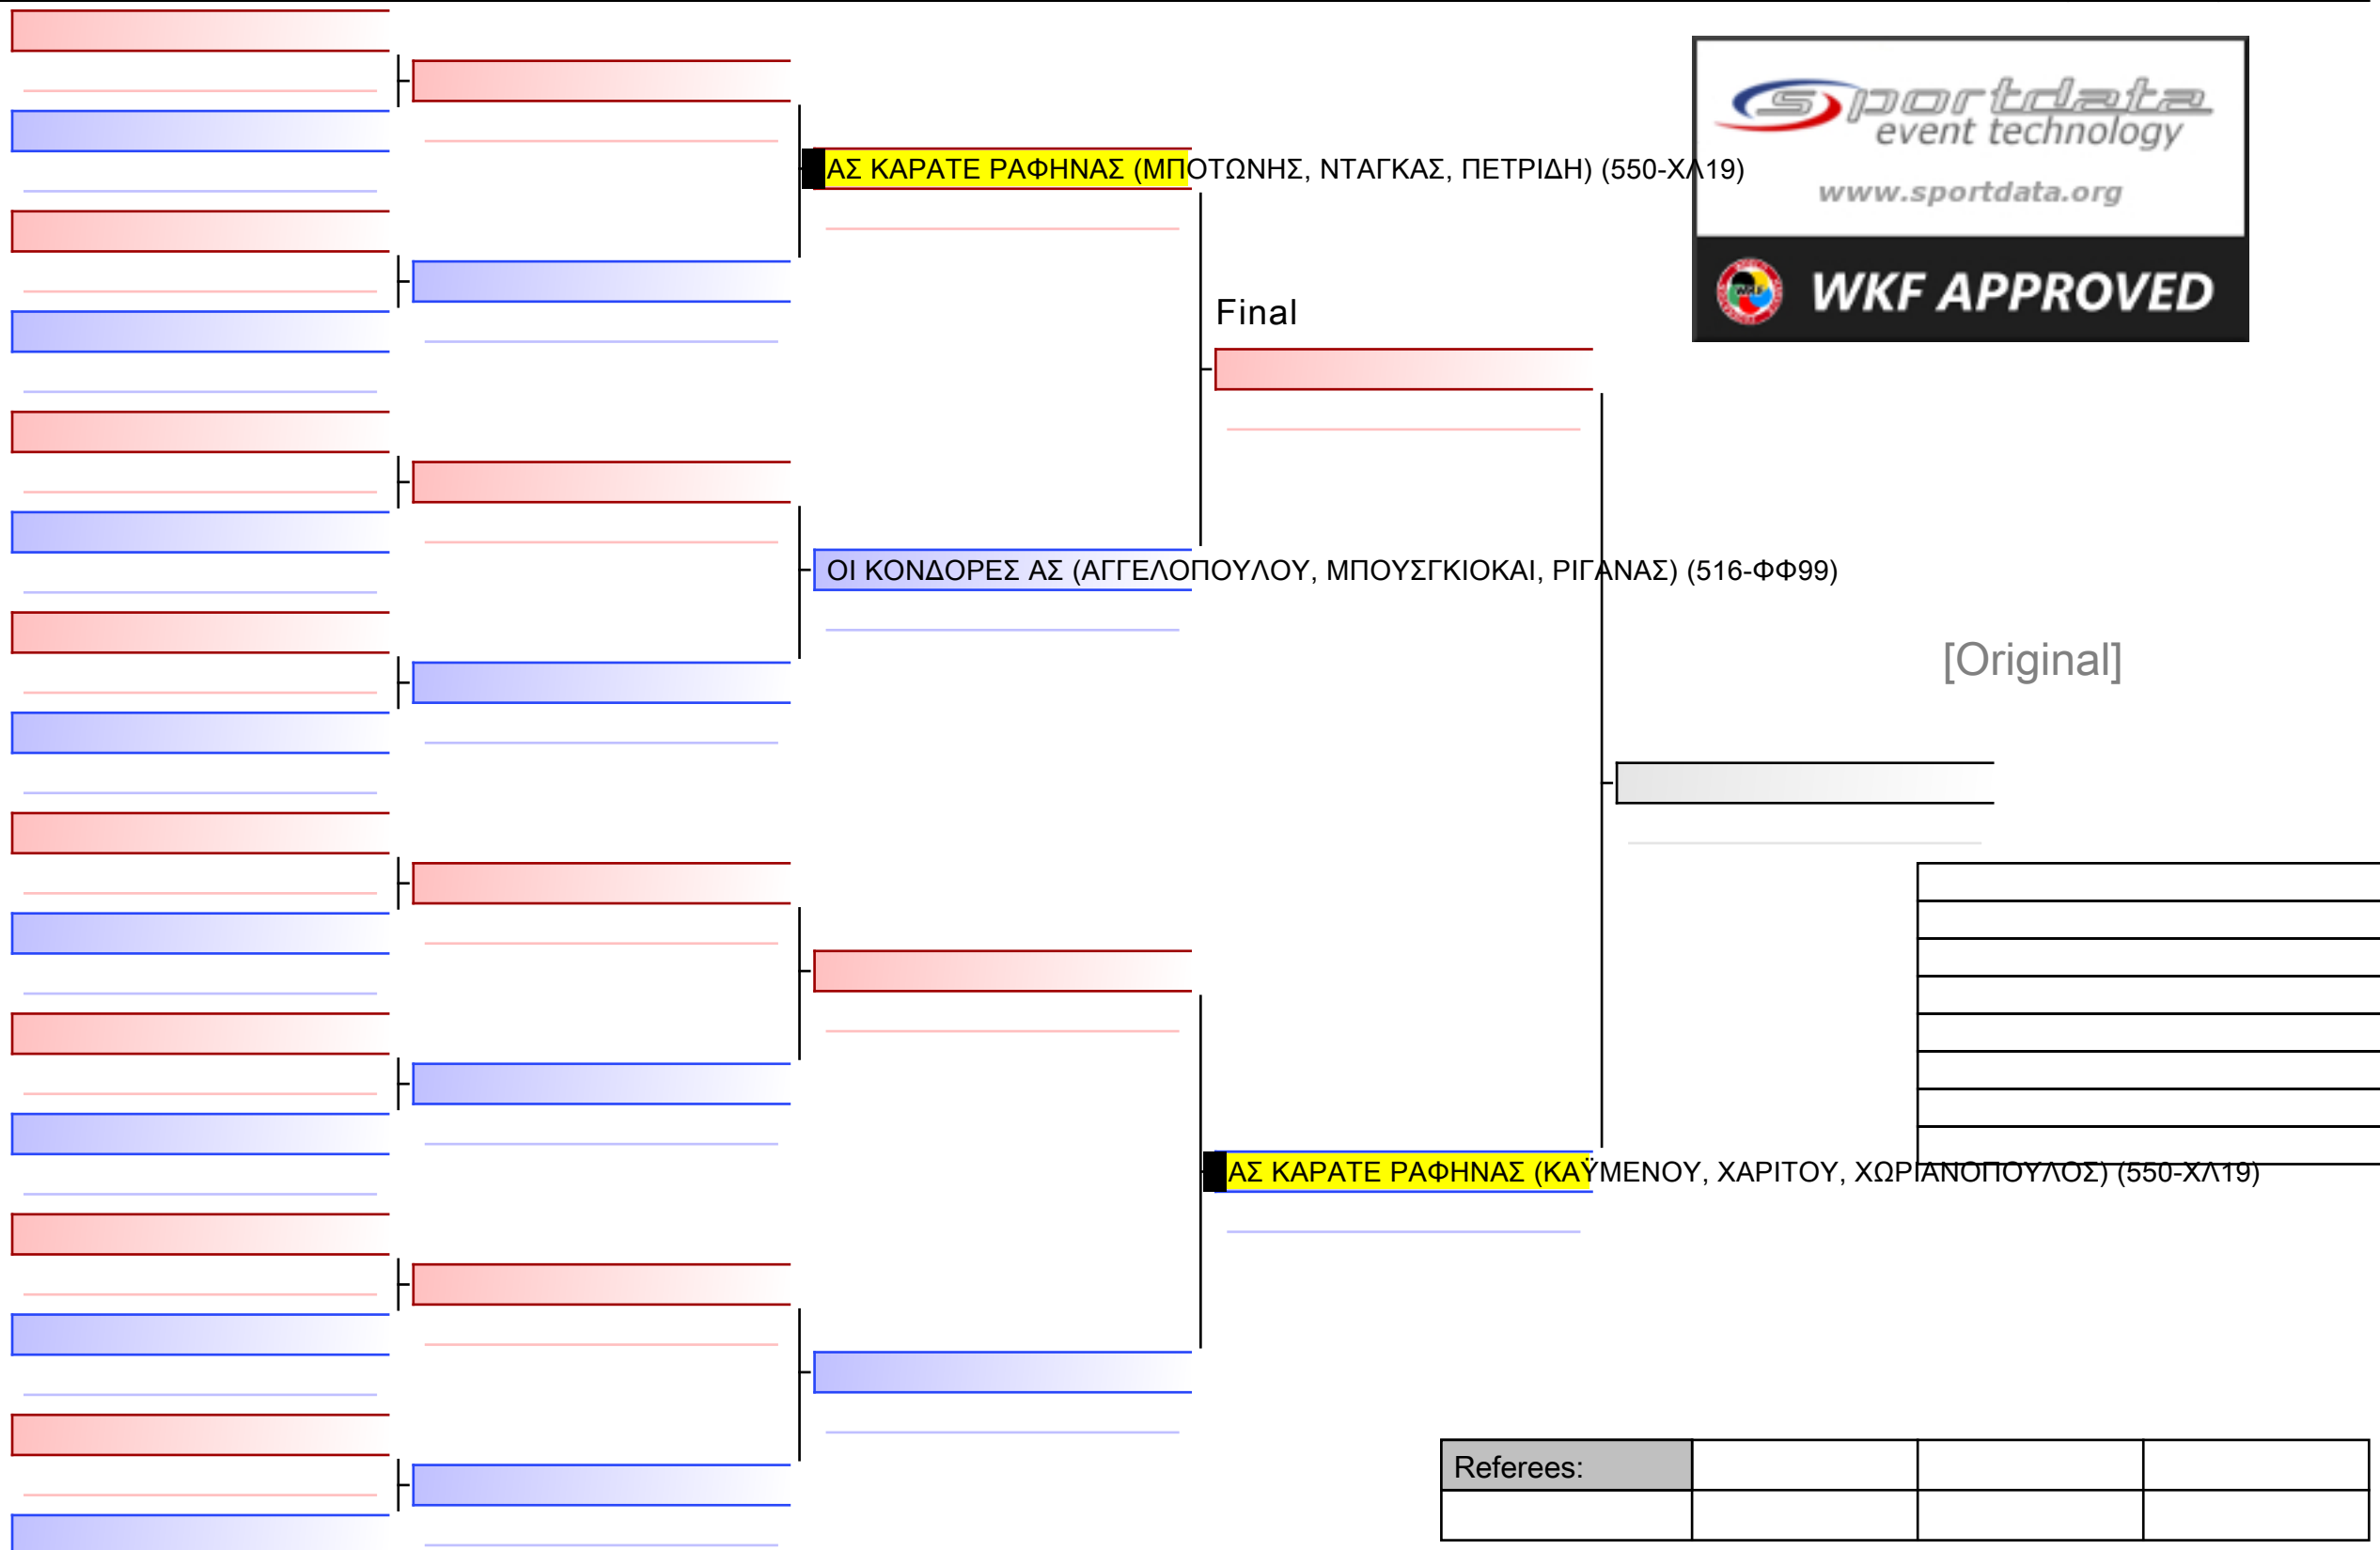 sportdata
event technology
www.sportdata.org
WKF APPROVED
ΑΣ ΚΑΡΑΤΕ ΡΑΦΗΝΑΣ (ΜΠΟΤΩΝΗΣ, ΝΤΑΓΚΑΣ, ΠΕΤΡΙΔΗ) (550-ΧΛ19)
Final
ΟΙ ΚΟΝΔΟΡΕΣ ΑΣ (ΑΓΓΕΛΟΠΟΥΛΟΥ, ΜΠΟΥΣΓΚΙΟΚΑΙ, ΡΙΓΑΝΑΣ) (516-ΦΦ99)
[Original]
ΑΣ ΚΑΡΑΤΕ ΡΑΦΗΝΑΣ (ΚΑΫΜΕΝΟΥ, ΧΑΡΙΤΟΥ, ΧΩΡΙΑΝΟΠΟΥΛΟΣ) (550-ΧΛ19)
Referees: